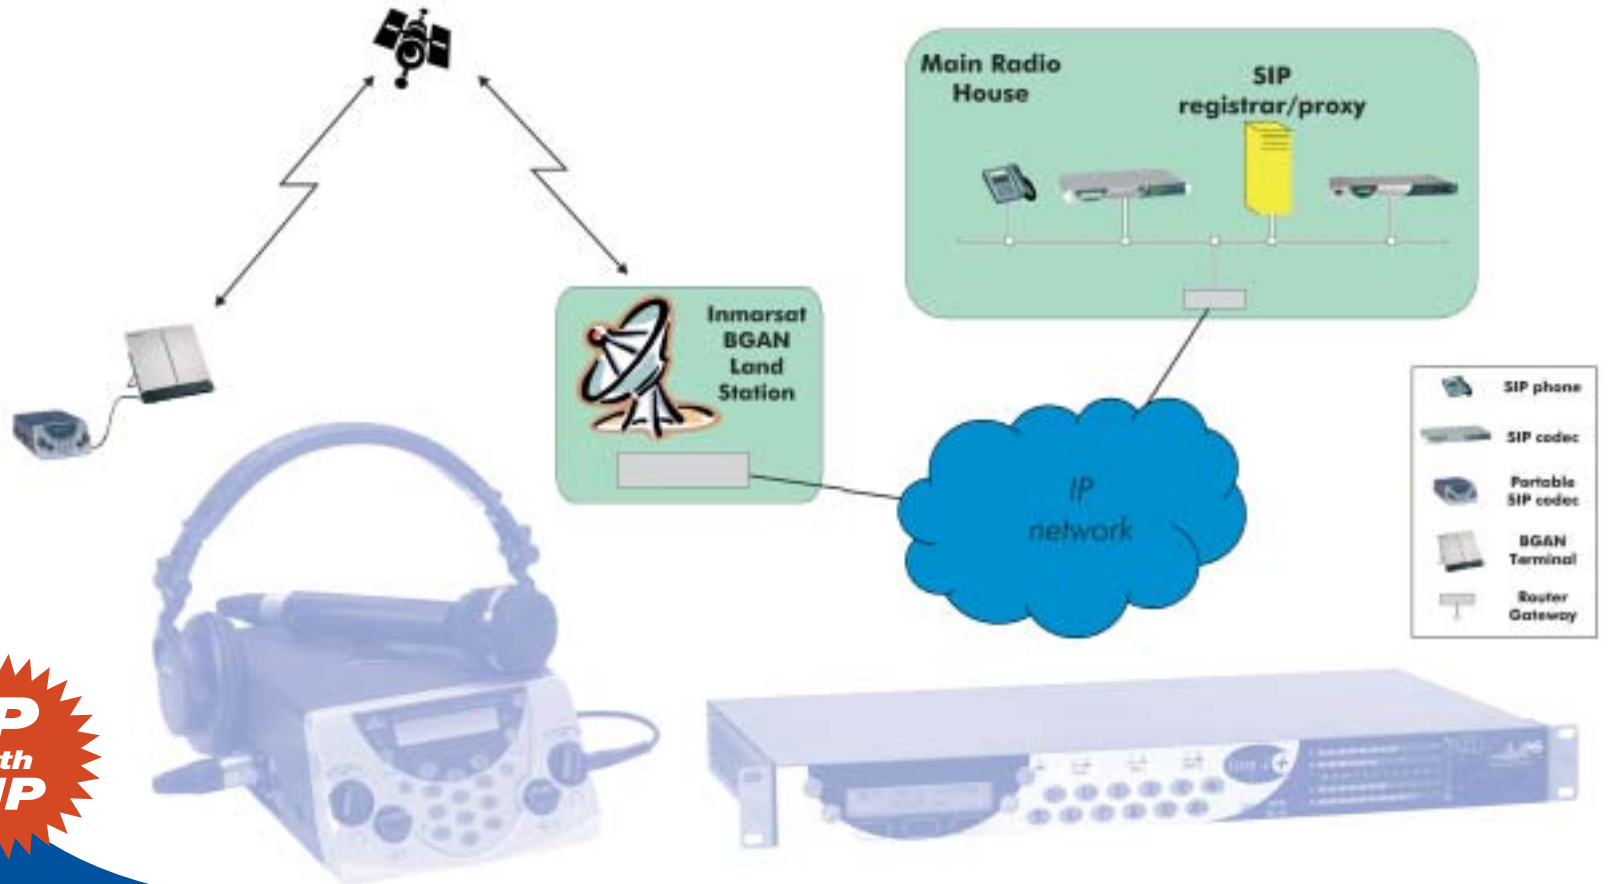 Main Radio
House
SIP
registrar/proxy
Inmarsat
BGAN
Land
Station
IP
network
SIP phone
SIP codec
Portable
SIP codec
BGAN
Terminal
Router
Gateway
P
th
IP